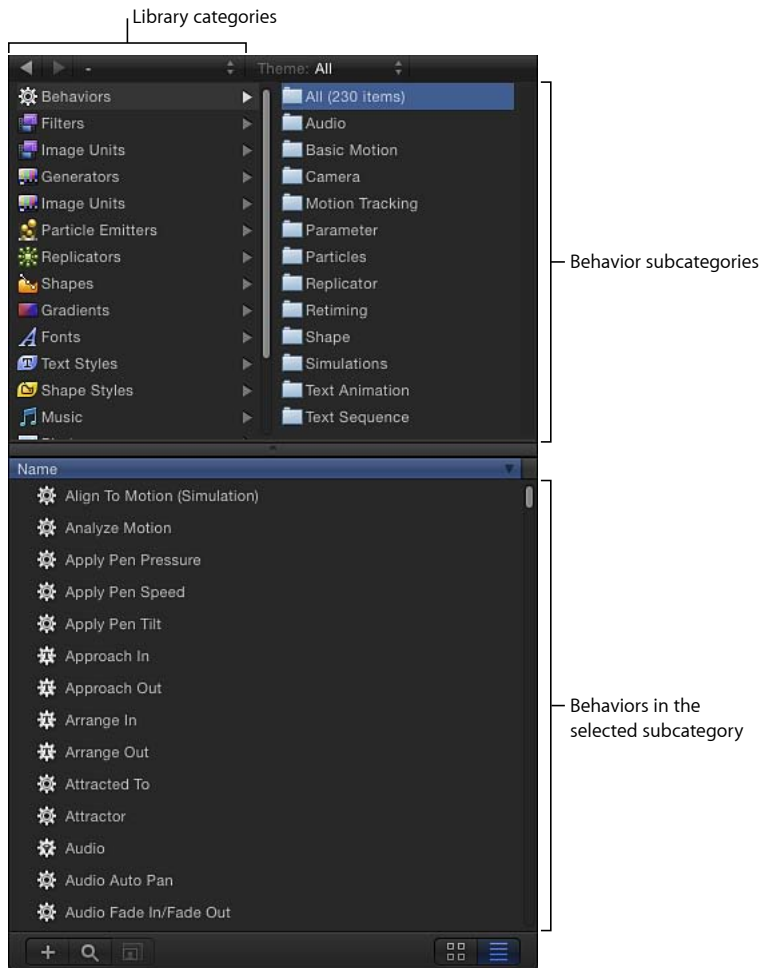 Library categories
-
Theme: All
Behaviors
Filters
Image Units
Generators
Image Units
Particle Emitters
Replicators
Shapes
Gradients
Fonts
Text Styles
Shape Styles
Music
All (230 items)
Audio
Basic Motion
Camera
Motion Tracking
Parameter
Particles
Replicator
Retiming
Shape
Simulations
Text Animation
Text Sequence
Behavior subcategories
Name
Align To Motion (Simulation)
Analyze Motion
Apply Pen Pressure
Apply Pen Speed
Apply Pen Tilt
Approach In
Approach Out
Arrange In
Arrange Out
Attracted To
Attractor
Audio
Audio Auto Pan
Audio Fade In/Fade Out
Behaviors in the
selected subcategory